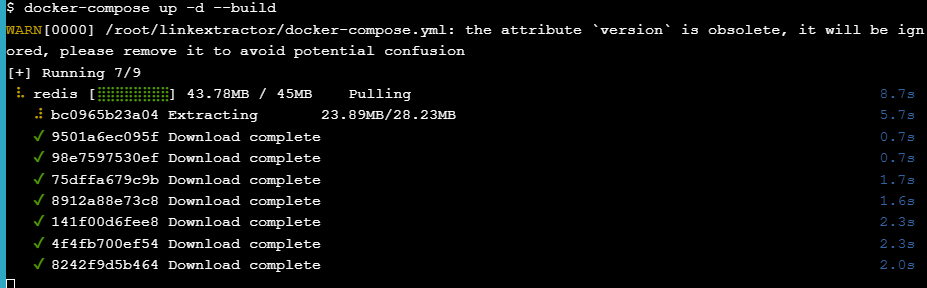 $ docker-compose up -d --build
WARN[0000] /root/linkextractor/docker-compose.yml: the attribute `version` is obsolete, it will be ign
ored, please remove it to avoid potential confusion
[+] Running 7/9
⠧ redis [⣿⣿⣿⣿⣿⣿⣿⣿] 43.78MB / 45MB    Pulling 8.7s
⠼ bc0965b23a04 Extracting 23.89MB/28.23MB 5.7s
✓ 9501a6ec095f Download complete 0.7s
✓ 98e7597530ef Download complete 0.7s
✓ 75dffa679c9b Download complete 1.7s
✓ 8912a88e73c8 Download complete 1.6s
✓ 141f00d6fee8 Download complete 2.3s
✓ 4f4fb700ef54 Download complete 2.3s
✓ 8242f9d5b464 Download complete 2.0s